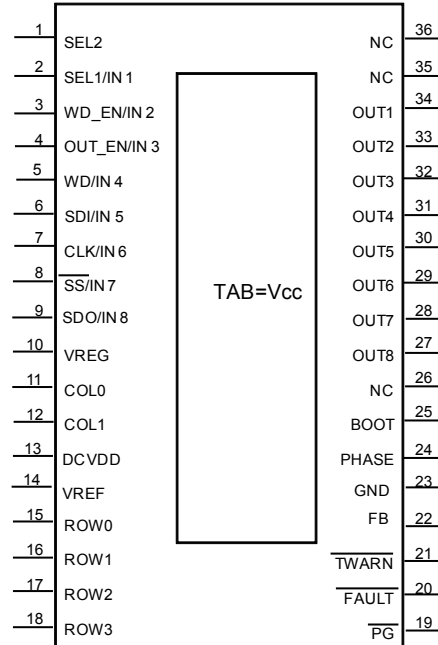 1 SEL2
2 SEL1/IN 1
3 WD_EN/IN 2
4 OUT_EN/IN 3
5 WD/IN 4
6 SDI/IN 5
7 CLK/IN 6
8 SS/IN 7
9 SDO/IN 8
10 VREG
11 COL0
12 COL1
13 DCVDD
14 VREF
15 ROW0
16 ROW1
17 ROW2
18 ROW3
TAB=Vcc
NC 36
NC 35
OUT1 34
OUT2 33
OUT3 32
OUT4 31
OUT5 30
OUT6 29
OUT7 28
OUT8 27
NC 26
BOOT 25
PHASE 24
GND 23
FB 22
TWARN 21
FAULT 20
PG 19